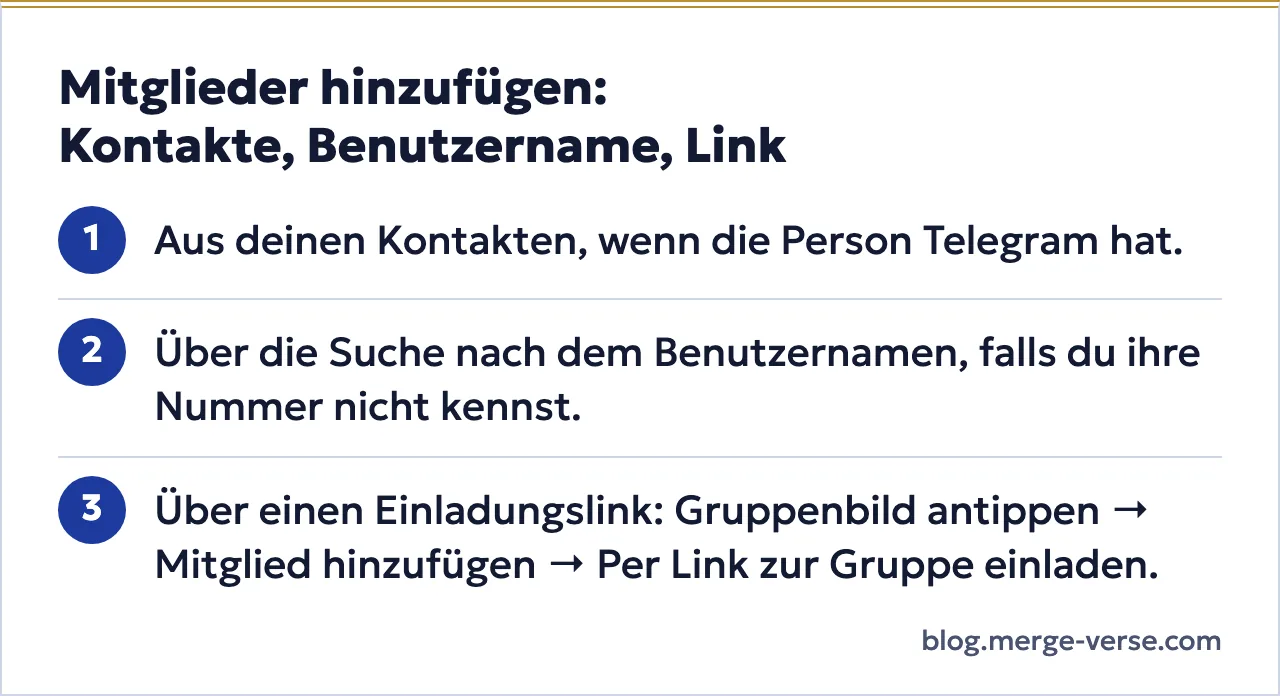 Mitglieder hinzufügen:
Kontakte, Benutzername, Link
1 Aus deinen Kontakten, wenn die Person Telegram hat.
2 Über die Suche nach dem Benutzernamen, falls du ihre
Nummer nicht kennst.
3 Über einen Einladungslink: Gruppenbild antippen →
Mitglied hinzufügen → Per Link zur Gruppe einladen.
blog.merge-verse.com